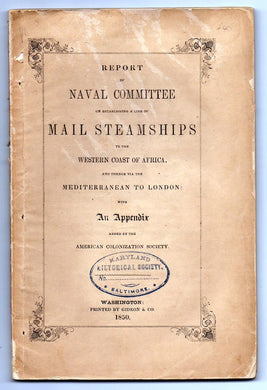 REPORT
OF
NAVAL COMMITTEE
ON ESTABLISHING A LINE OF
MAIL STEAMSHIPS
TO THE
WESTERN COAST OF AFRICA,
AND THENCE VIA THE
MEDITERRANEAN TO LONDON:
WITH
An Appendix
ADDED BY THE
AMERICAN COLONIZATION SOCIETY.
MARYLAND
HISTORICAL SOCIETY.
No.
BALTIMORE.
WASHINGTON:
PRINTED BY GIDEON & CO.
1850.